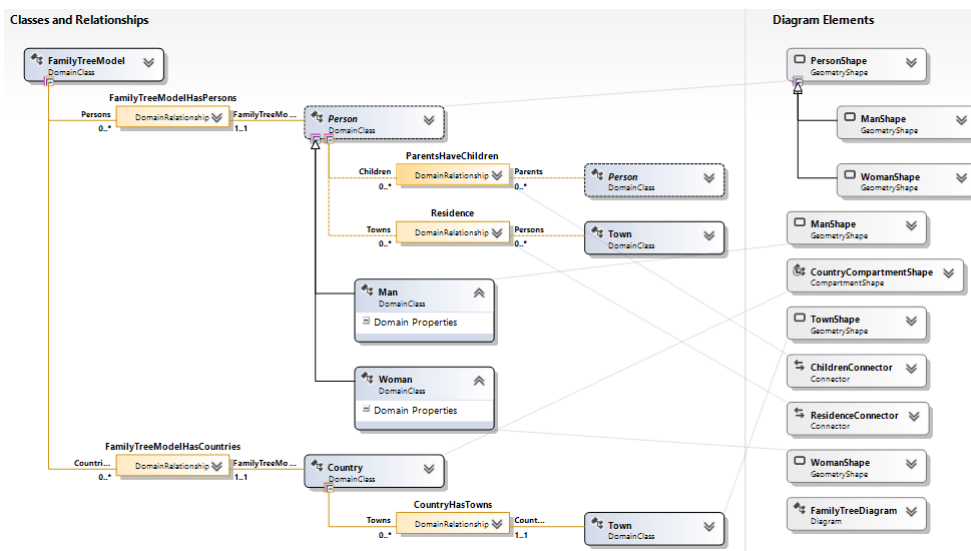 Classes and Relationships
Diagram Elements
FamilyTreeModel
DomainClass
FamilyTreeModelHasPersons
Persons
DomainRelationship
FamilyTreeMo ...
0..*
1..1
Person
DomainClass
ParentsHaveChildren
Children
DomainRelationship
Parents
0..*
0..*
Person
DomainClass
Residence
Towns
DomainRelationship
Persons
0..*
0..*
Town
DomainClass
Man
DomainClass
Domain Properties
Woman
DomainClass
Domain Properties
FamilyTreeModelHasCountries
Countri...
DomainRelationship
FamilyTreeMo ...
0..*
1..1
Country
DomainClass
CountryHasTowns
Towns
DomainRelationship
Count...
0..*
1..1
Town
DomainClass
PersonShape
GeometryShape
ManShape
GeometryShape
WomanShape
GeometryShape
ManShape
GeometryShape
CountryCompartmentShape
CompartmentShape
TownShape
GeometryShape
ChildrenConnector
Connector
ResidenceConnector
Connector
WomanShape
GeometryShape
FamilyTreeDiagram
Diagram